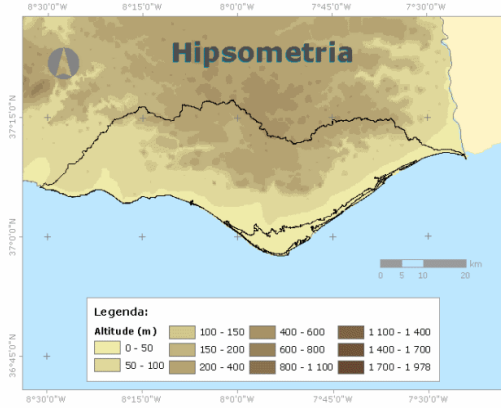 8°30'0"W 8°15'0"W 8°0'0"W 7°45'0"W 7°30'0"W
Hipsometria
37°15'0"N
37°0'0"N
36°45'0"N
km
0 5 10 20
Legenda:
Altitude (m)
0 - 50
50 - 100
100 - 150
150 - 200
200 - 400
400 - 600
600 - 800
800 - 1 100
1 100 - 1 400
1 400 - 1 700
1 700 - 1 978
8°30'0"W 8°15'0"W 8°0'0"W 7°45'0"W 7°30'0"W